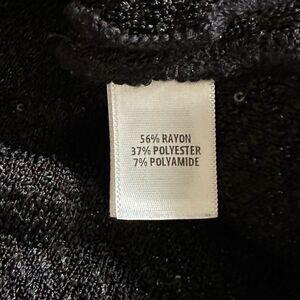 56% RAYON
37% POLYESTER
7% POLYAMIDE